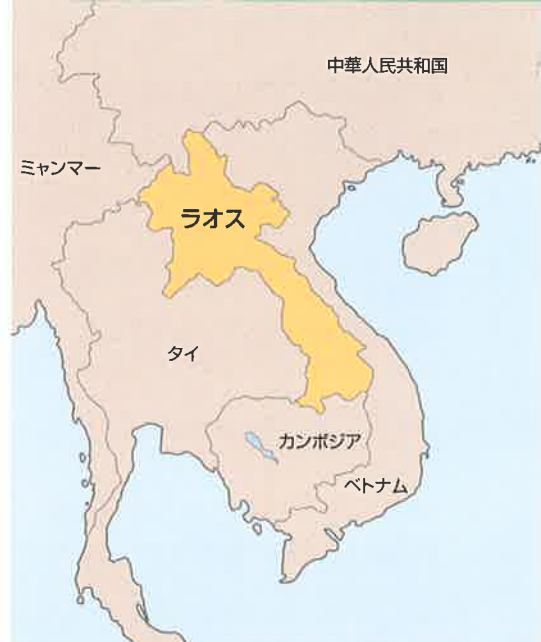 中華人民共和国
ミャンマー
ラオス
タイ
カンボジア
ベトナム